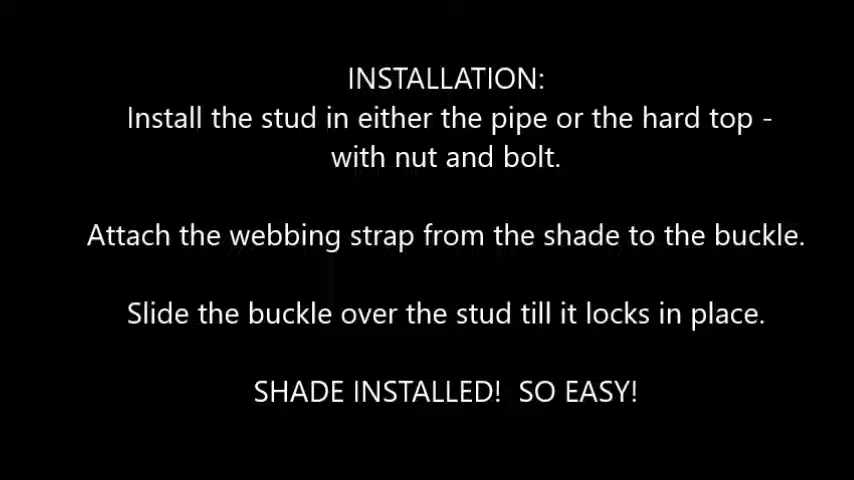 INSTALLATION:
Install the stud in either the pipe or the hard top -
with nut and bolt.
Attach the webbing strap from the shade to the buckle.
Slide the buckle over the stud till it locks in place.
SHADE INSTALLED!  SO EASY!